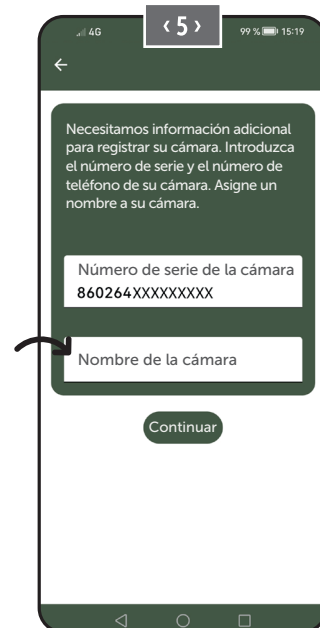 4G
‹ 5 ›
99 % 15:19
Necesitamos información adicional
para registrar su cámara. Introduzca
el número de serie y el número de
teléfono de su cámara. Asigne un
nombre a su cámara.
Número de serie de la cámara
860264XXXXXXXXX
Nombre de la cámara
Continuar